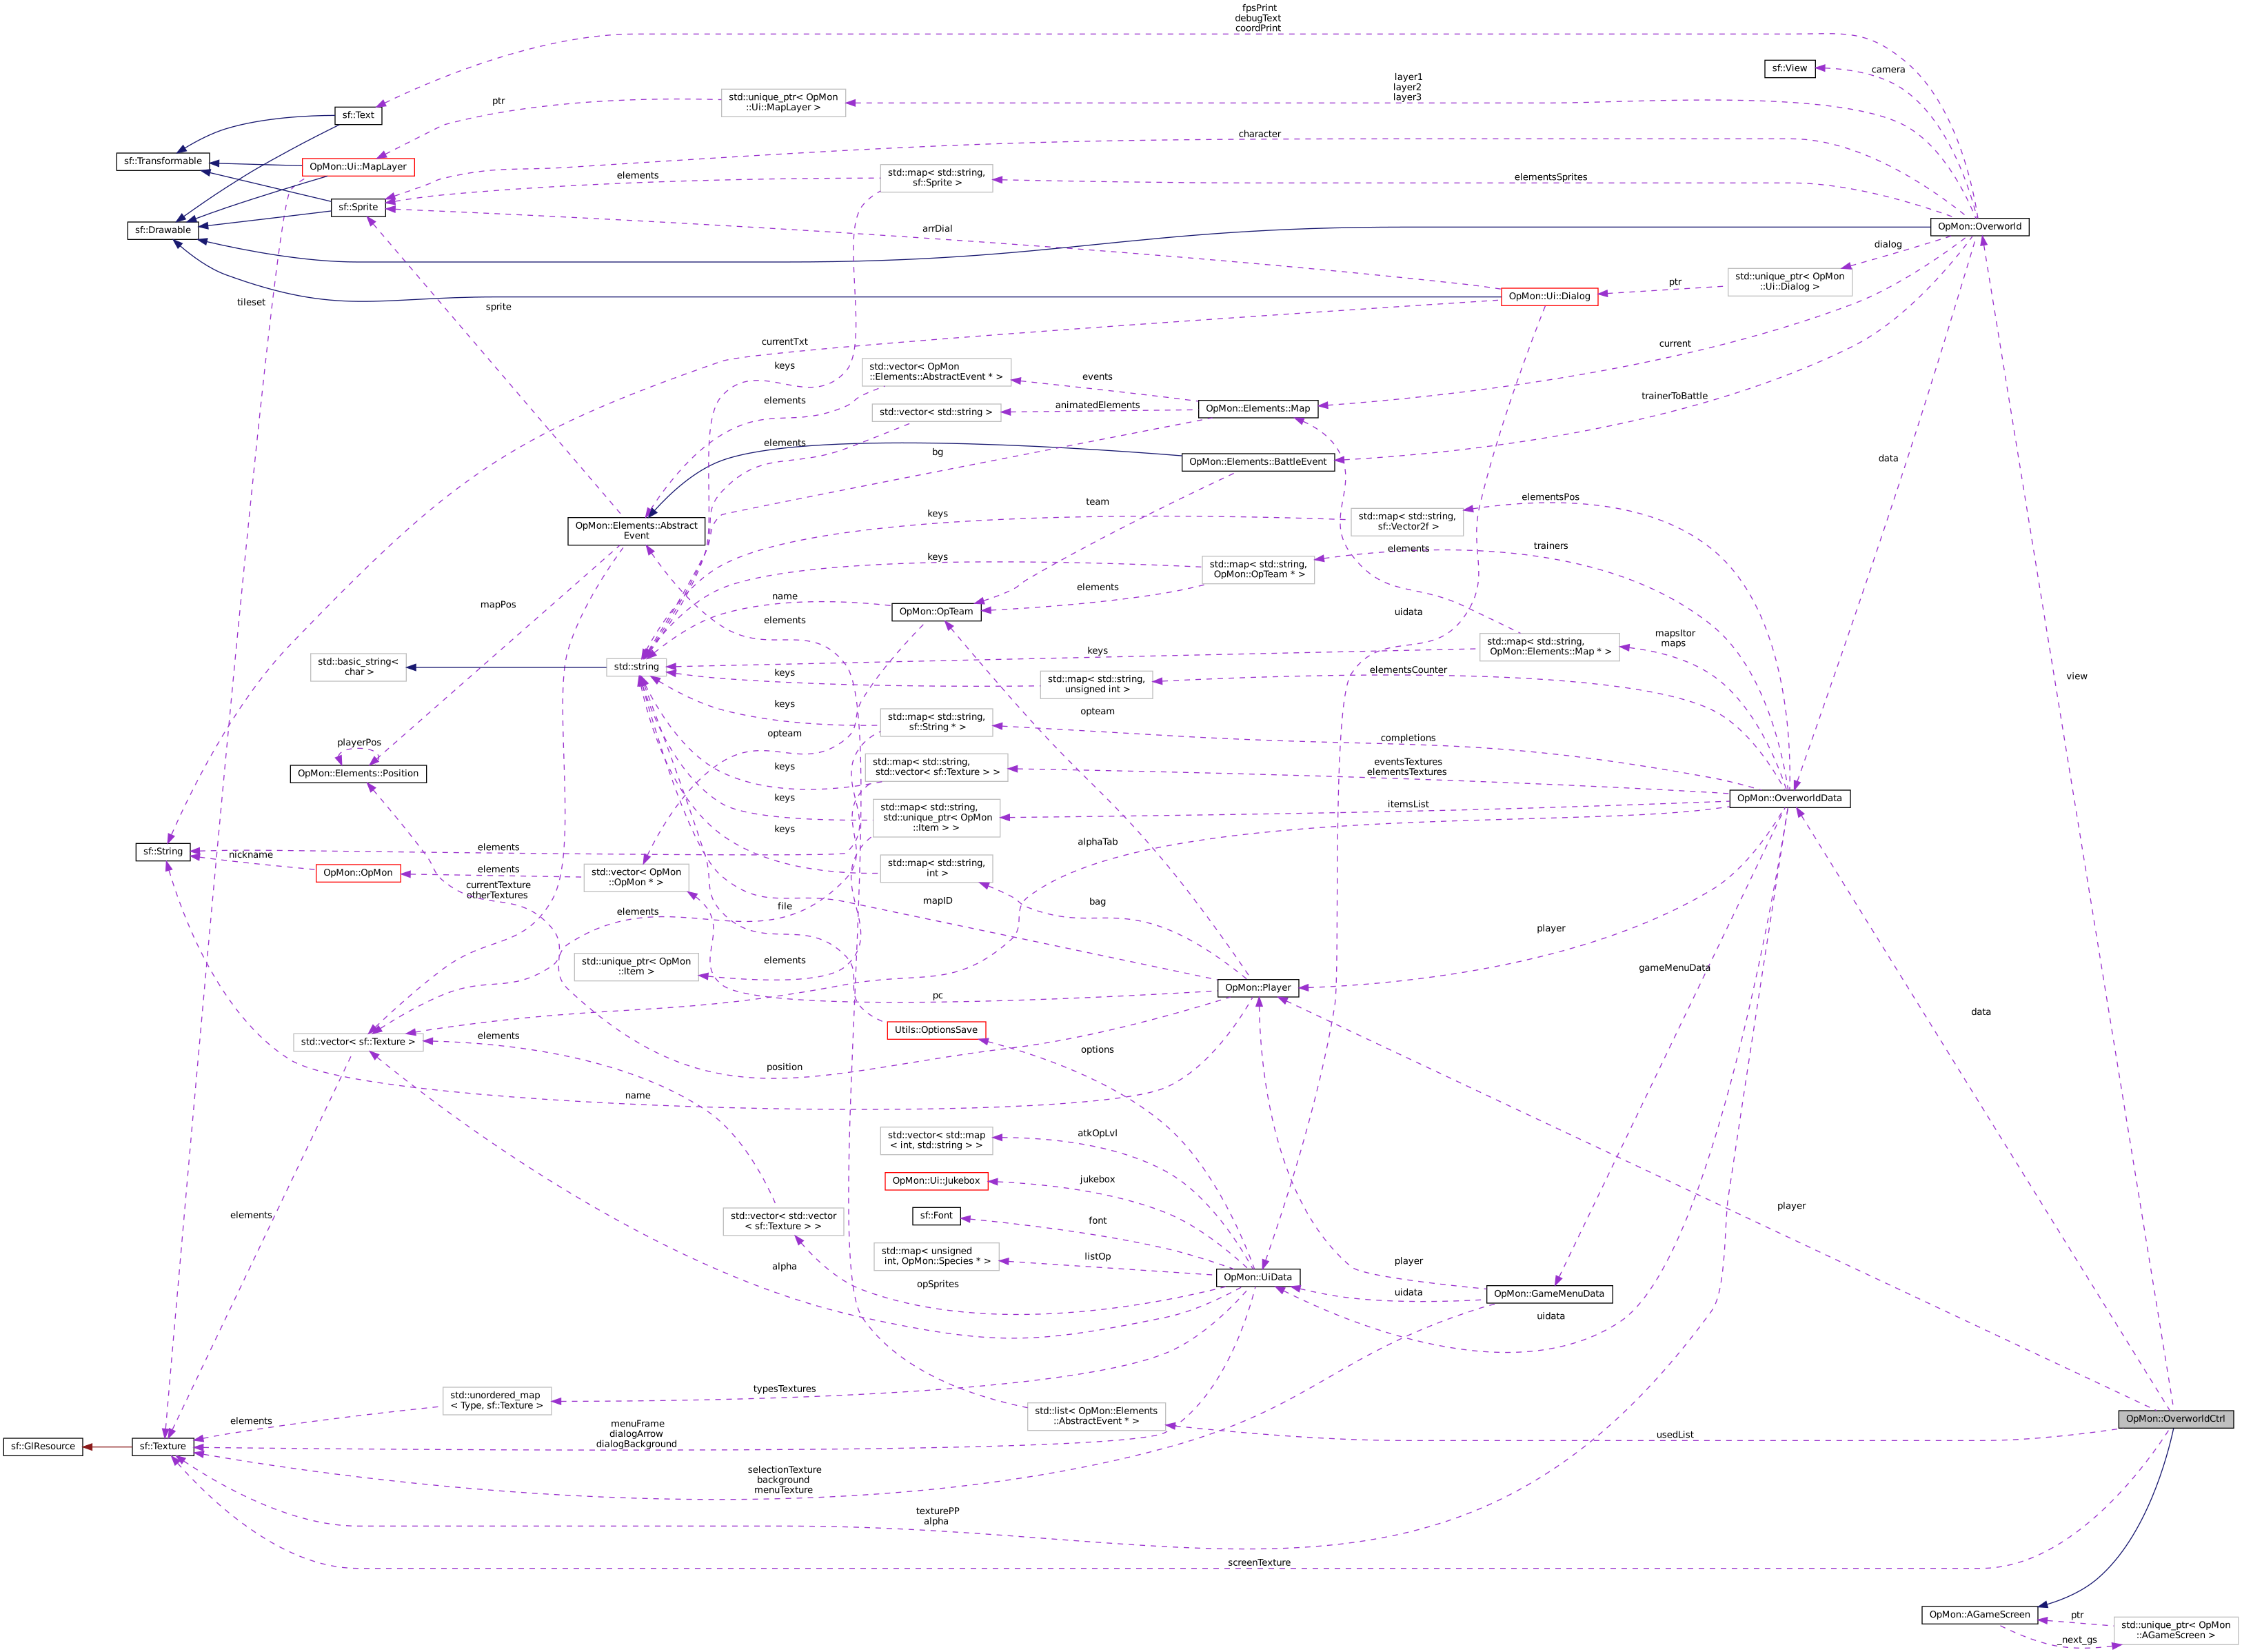 fpsPrint
debugText
coordPrint
sf::View
camera
layer1
layer2
layer3
std::unique_ptr< OpMon
::Ui::MapLayer >
ptr
sf::Text
character
sf::Transformable
OpMon::Ui::MapLayer
std::map< std::string,
sf::Sprite >
elements
elementsSprites
sf::Sprite
sf::Drawable
arrDial
OpMon::Overworld
dialog
std::unique_ptr< OpMon
::Ui::Dialog >
ptr
OpMon::Ui::Dialog
tileset
sprite
currentTxt
current
keys
std::vector< OpMon
::Elements::AbstractEvent * >
events
elements
animatedElements
OpMon::Elements::Map
std::vector< std::string >
trainerToBattle
elements
bg
OpMon::Elements::BattleEvent
data
elementsPos
team
keys
std::map< std::string,
sf::Vector2f >
OpMon::Elements::Abstract
Event
trainers
elements
keys
std::map< std::string,
OpMon::OpTeam * >
elements
name
OpMon::OpTeam
mapPos
uidata
elements
mapsItor
maps
std::map< std::string,
OpMon::Elements::Map * >
keys
std::basic_string<
char >
std::string
elementsCounter
keys
std::map< std::string,
unsigned int >
view
keys
opteam
std::map< std::string,
sf::String * >
opteam
completions
playerPos
OpMon::Elements::Position
keys
std::map< std::string,
std::vector< sf::Texture > >
eventsTextures
elementsTextures
OpMon::OverworldData
keys
std::map< std::string,
std::unique_ptr< OpMon
::Item > >
itemsList
keys
alphaTab
sf::String
nickname
elements
OpMon::OpMon
elements
std::vector< OpMon
::OpMon * >
std::map< std::string,
int >
currentTexture
otherTextures
elements
file
mapID
bag
player
std::unique_ptr< OpMon
::Item >
elements
gameMenuData
OpMon::Player
pc
data
Utils::OptionsSave
std::vector< sf::Texture >
elements
options
position
name
std::vector< std::map
< int, std::string > >
atkOpLvl
OpMon::Ui::Jukebox
jukebox
player
elements
std::vector< std::vector
< sf::Texture > >
sf::Font
font
std::map< unsigned
int, OpMon::Species * >
listOp
player
alpha
opSprites
OpMon::UiData
uidata
OpMon::GameMenuData
uidata
typesTextures
std::unordered_map
< Type, sf::Texture >
elements
std::list< OpMon::Elements
::AbstractEvent * >
OpMon::OverworldCtrl
menuFrame
dialogArrow
dialogBackground
usedList
sf::GlResource
sf::Texture
selectionTexture
background
menuTexture
texturePP
alpha
screenTexture
OpMon::AGameScreen
ptr
_next_gs
std::unique_ptr< OpMon
::AGameScreen >